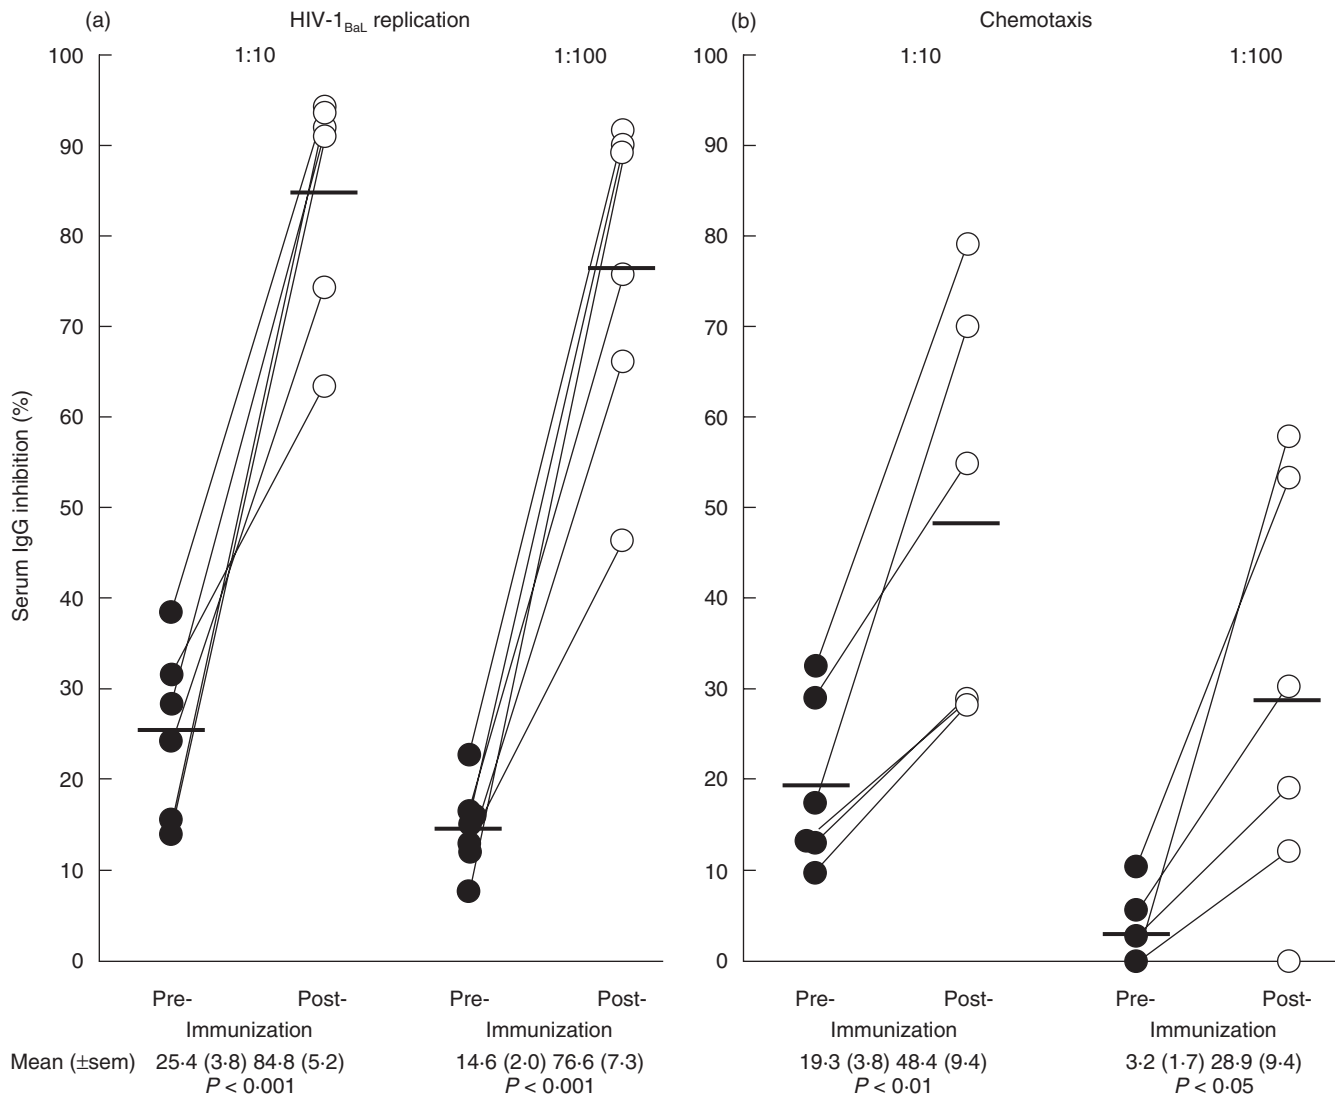 (a) HIV-1BaL replication
1:10 1:100
100
90
80
70
60
50
40
30
20
10
0
Serum IgG inhibition (%)
Pre- Post- Pre- Post-
Immunization Immunization
(b) Chemotaxis
1:10 1:100
100
90
80
70
60
50
40
30
20
10
0
Pre- Post- Pre- Post-
Immunization Immunization
Mean (±sem) 25·4 (3·8) 84·8 (5·2) 14·6 (2·0) 76·6 (7·3) 19·3 (3·8) 48·4 (9·4) 3·2 (1·7) 28·9 (9·4)
P < 0·001 P < 0·001 P < 0·01 P < 0·05